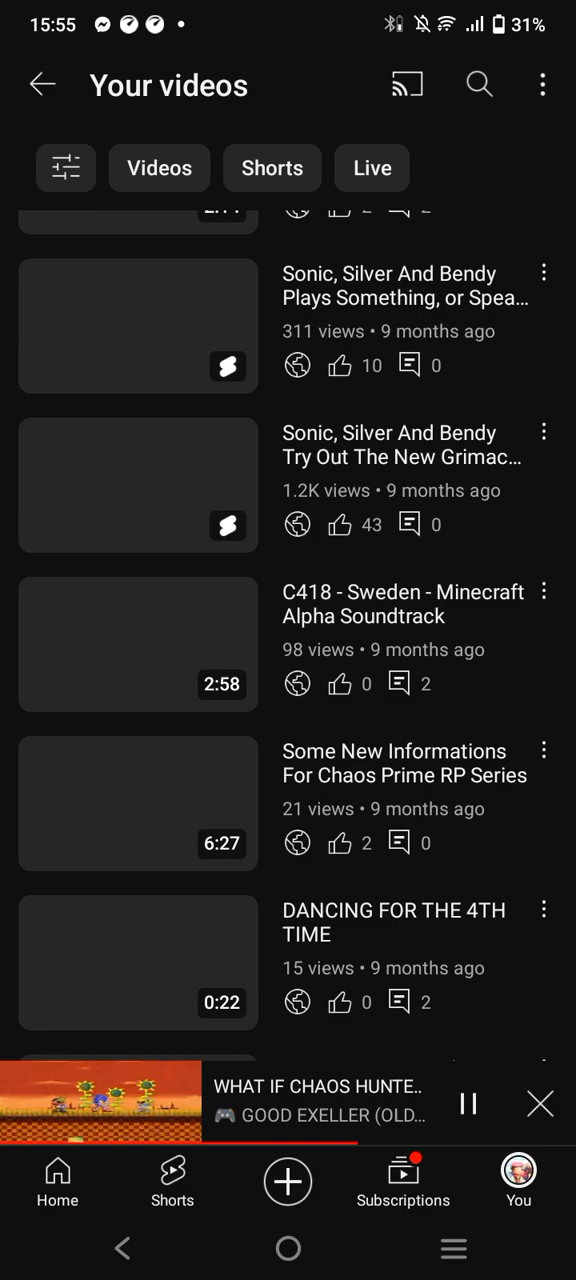 15:55
31%
Your videos
Videos
Shorts
Live
Sonic, Silver And Bendy
Plays Something, or Spea...
311 views • 9 months ago
10
0
Sonic, Silver And Bendy
Try Out The New Grimac...
1.2K views • 9 months ago
43
0
2:58
C418 - Sweden - Minecraft
Alpha Soundtrack
98 views • 9 months ago
0
2
6:27
Some New Informations
For Chaos Prime RP Series
21 views • 9 months ago
2
0
0:22
DANCING FOR THE 4TH
TIME
15 views • 9 months ago
0
2
WHAT IF CHAOS HUNTE..
🎮 GOOD EXELLER (OLD...
Home
Shorts
Subscriptions
You